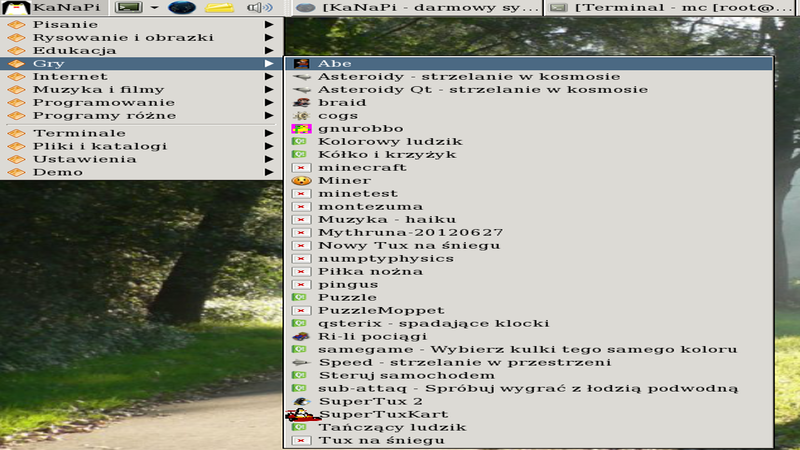 KaNaPi
[KaNaPi - darmowy sy...
[Terminal - mc [root@...
Pisanie
Rysowanie i obrazki
Edukacja
Gry
Internet
Muzyka i filmy
Programowanie
Programy różne
Terminale
Pliki i katalogi
Ustawienia
Demo
Abe
Asteroidy - strzelanie w kosmosie
Asteroidy Qt - strzelanie w kosmosie
braid
cogs
gnurobbo
Kolorowy ludzik
Kółko i krzyżyk
minecraft
Miner
minetest
montezuma
Muzyka - haiku
Mythruna-20120627
Nowy Tux na śniegu
numptyphysics
Piłka nożna
pingus
Puzzle
PuzzleMoppet
qsterix - spadające klocki
Ri-li pociągi
samegame - Wybierz kulki tego samego koloru
Speed - strzelanie w przestrzeni
Steruj samochodem
sub-attaq - Spróbuj wygrać z łodzią podwodną
SuperTux 2
SuperTuxKart
Tańczący ludzik
Tux na śniegu